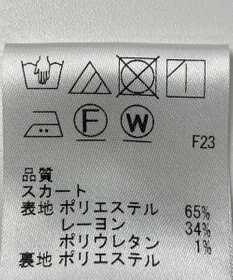 F W
F23
品質
スカート
表地 ポリエステル 65%
レーヨン 34%
ポリウレタン 1%
裏地 ポリエステル